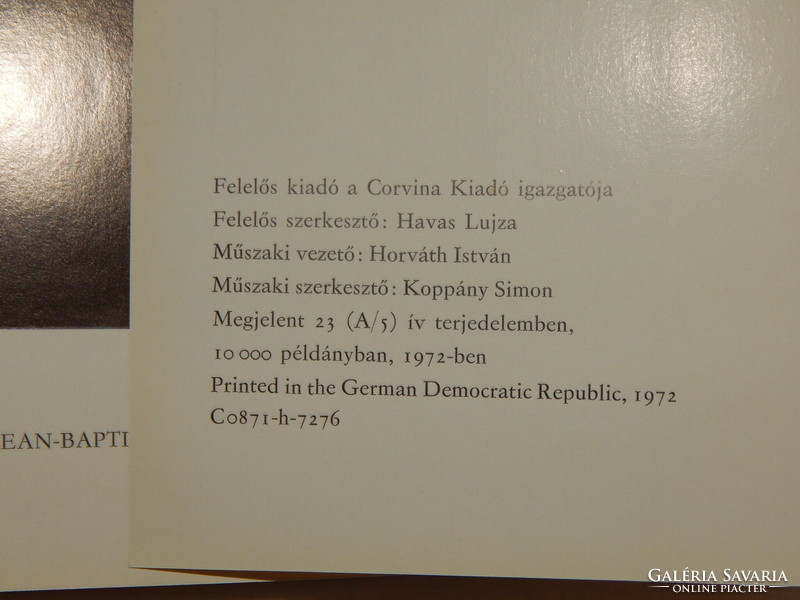 Felelős kiadó a Corvina Kiadó igazgatója
Felelős szerkesztő: Havas Lujza
Műszaki vezető: Horváth István
Műszaki szerkesztő: Koppány Simon
Megjelent 23 (A/5) ív terjedelemben,
10 000 példányban, 1972-ben
Printed in the German Democratic Republic, 1972
C0871-h-7276
EAN-BAPTI
GALÉRIA SAVARIA
ONLINE PIACTÉR